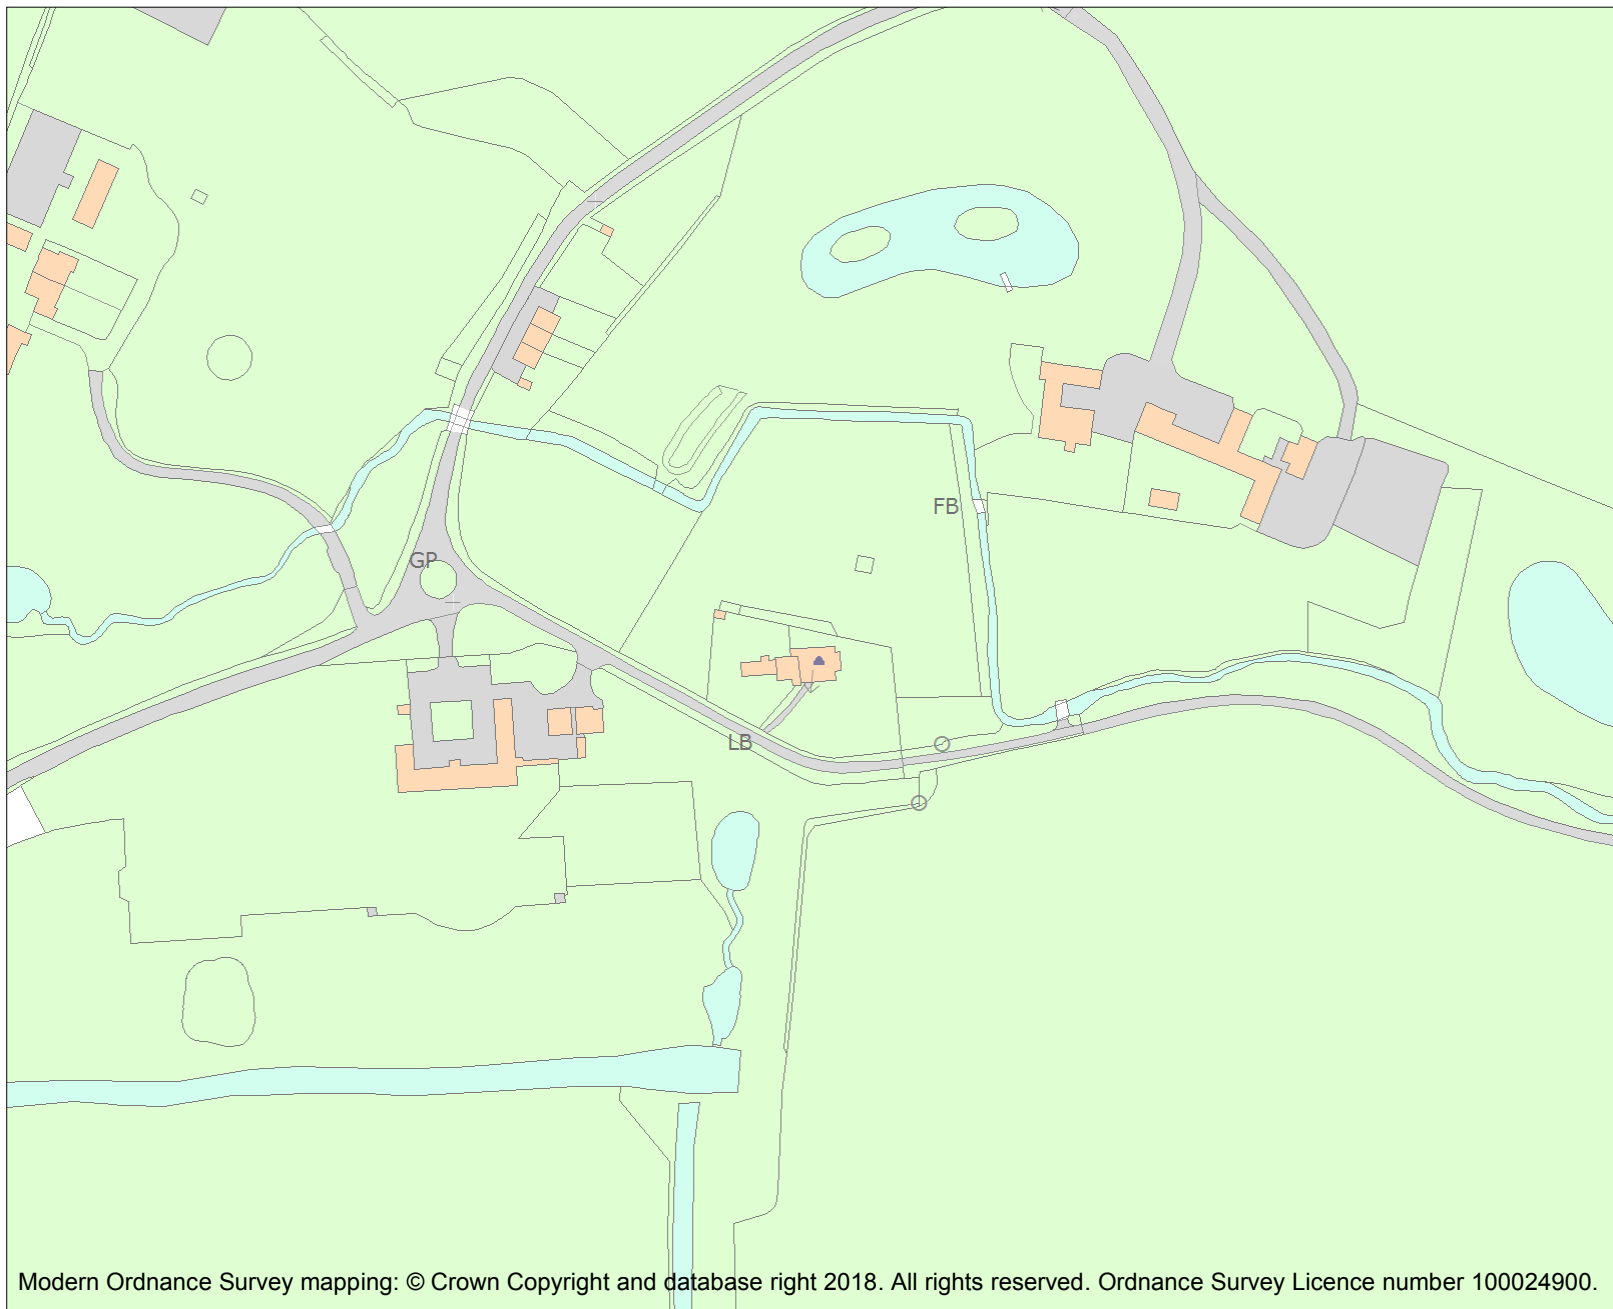 FB
GP
LB
Modern Ordnance Survey mapping: © Crown Copyright and database right 2018. All rights reserved. Ordnance Survey Licence number 100024900.